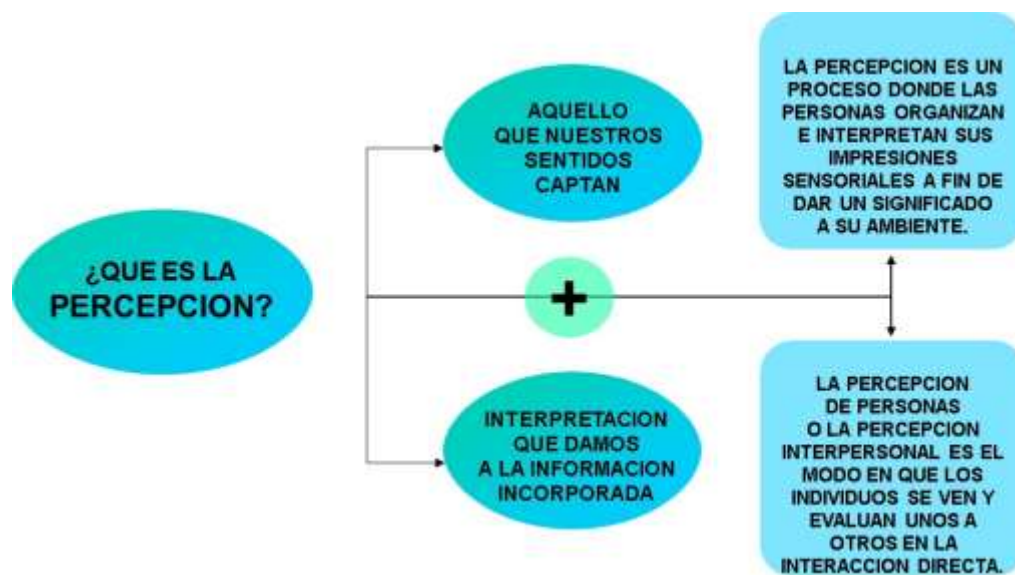 ¿QUE ES LA
PERCEPCION?
AQUELLO
QUE NUESTROS
SENTIDOS
CAPTAN
+
INTERPRETACION
QUE DAMOS
A LA INFORMACION
INCORPORADA
LA PERCEPCION ES UN
PROCESO DONDE LAS
PERSONAS ORGANIZAN
E INTERPRETAN SUS
IMPRESIONES
SENSORIALES A FIN DE
DAR UN SIGNIFICADO
A SU AMBIENTE.
LA PERCEPCION
DE PERSONAS
O LA PERCEPCION
INTERPERSONAL ES EL
MODO EN QUE LOS
INDIVIDUOS SE VEN Y
EVALUAN UNOS A
OTROS EN LA
INTERACCION DIRECTA.